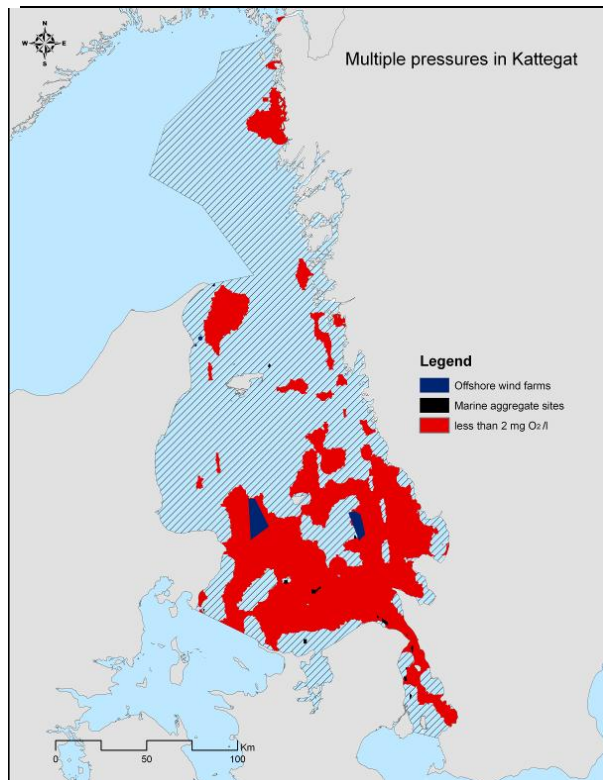 N
W E
S
Multiple pressures in Kattegat
Legend
Offshore wind farms
Marine aggregate sites
less than 2 mg O₂/l
Km
0 50 100